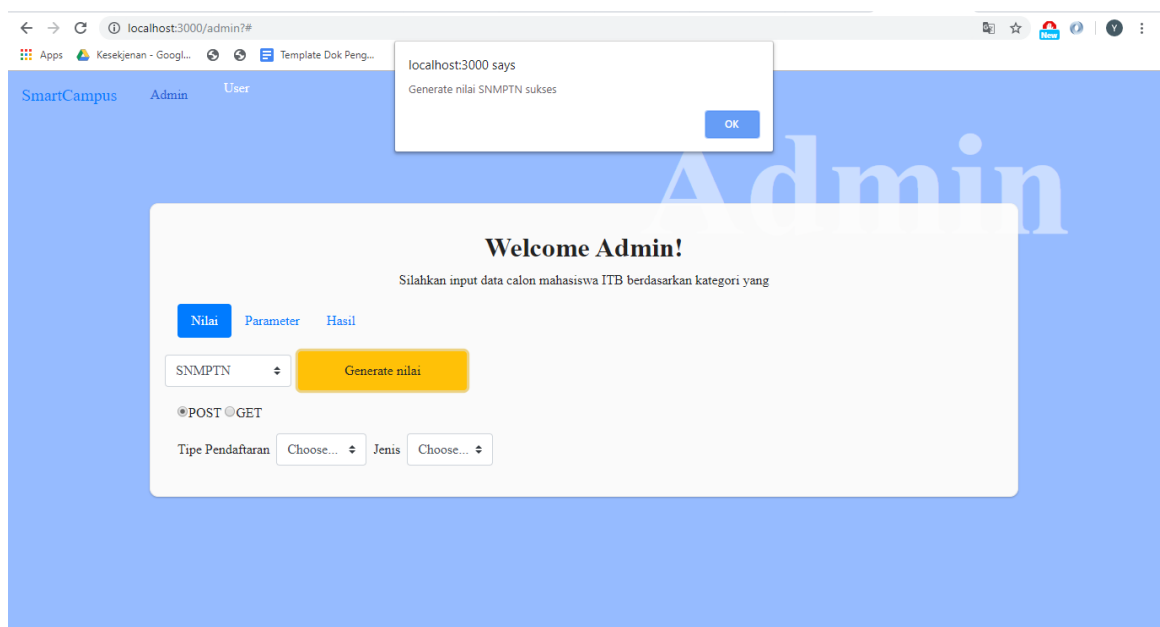 localhost:3000/admin?#
New
Y
Apps Kesekjenan - Googl... Template Dok Peng...
localhost:3000 says
Generate nilai SNMPTN sukses
OK
SmartCampus Admin User
Admin
Welcome Admin!
Silahkan input data calon mahasiswa ITB berdasarkan kategori yang
Nilai Parameter Hasil
SNMPTN Generate nilai
POST GET
Tipe Pendaftaran Choose... Jenis Choose...